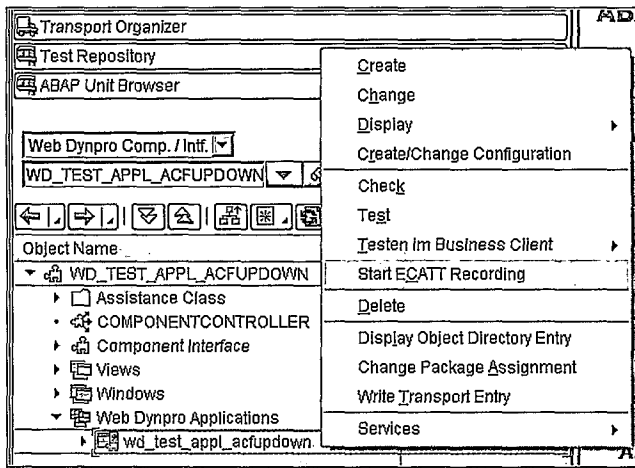 Transport Organizer
Test Repository
ABAP Unit Browser
Web Dynpro Comp. / Intf.
WD_TEST_APPL_ACFUPDOWN
Object Name
WD_TEST_APPL_ACFUPDOWN
Assistance Class
COMPONENTCONTROLLER
Component Interface
Views
Windows
Web Dynpro Applications
wd_test_appl_acfupdown
Create
Change
Display
Create/Change Configuration
Check
Test
Testen im Business Client
Start ECATT Recording
Delete
Display Object Directory Entry
Change Package Assignment
Write Transport Entry
Services